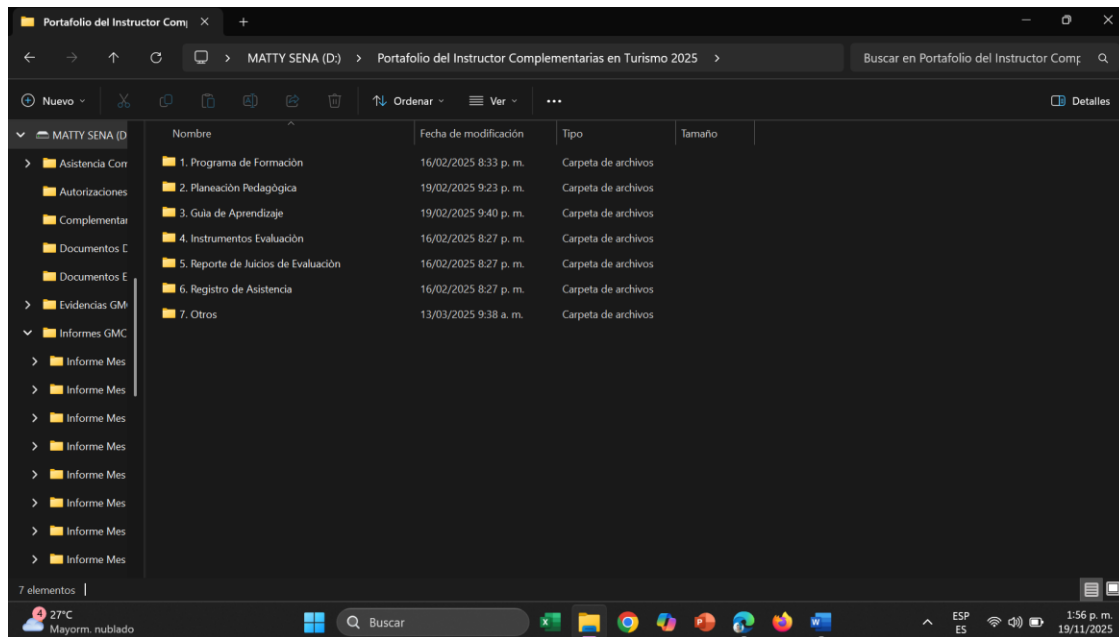 Portafolio del Instructor Comp
MATTY SENA (D:) > Portafolio del Instructor Complementarias en Turismo 2025 >
Buscar en Portafolio del Instructor Comp
Nuevo
Ordenar
Ver
Detalles
MATTY SENA (D
Nombre Fecha de modificación Tipo Tamaño
Asistencia Com
1. Programa de Formaciòn 16/02/2025 8:33 p. m. Carpeta de archivos
Autorizaciones
2. Planeaciòn Pedagògica 19/02/2025 9:23 p. m. Carpeta de archivos
Complementar
3. Guia de Aprendizaje 19/02/2025 9:40 p. m. Carpeta de archivos
Documentos D
4. Instrumentos Evaluaciòn 16/02/2025 8:27 p. m. Carpeta de archivos
Documentos E
5. Reporte de Juicios de Evaluaciòn 16/02/2025 8:27 p. m. Carpeta de archivos
Evidencias GM
6. Registro de Asistencia 16/02/2025 8:27 p. m. Carpeta de archivos
Informes GMC
7. Otros 13/03/2025 9:38 a. m. Carpeta de archivos
Informe Mes
Informe Mes
Informe Mes
Informe Mes
Informe Mes
Informe Mes
Informe Mes
Informe Mes
7 elementos
4
27°C
Mayorm. nublado
Buscar
ESP
ES
1:56 p. m.
19/11/2025